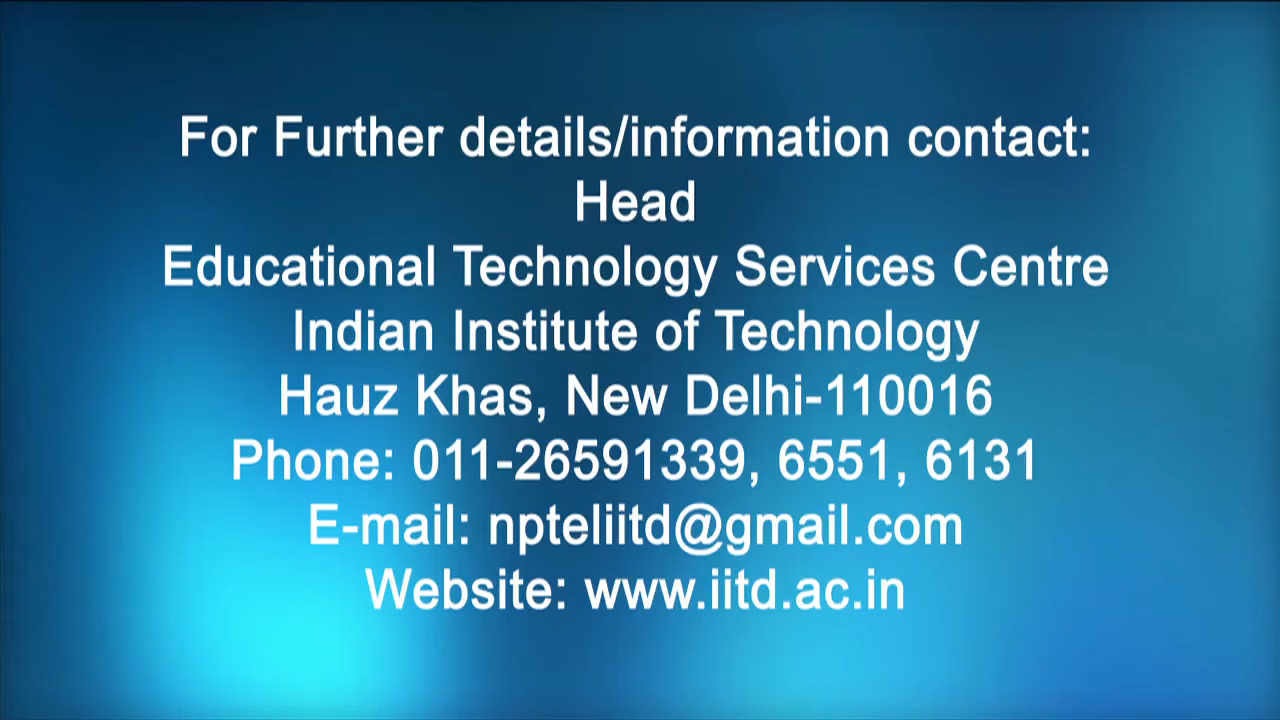 For Further details/information contact:
Head
Educational Technology Services Centre
Indian Institute of Technology
Hauz Khas, New Delhi-110016
Phone: 011-26591339, 6551, 6131
E-mail: npteliitd@gmail.com
Website: www.iitd.ac.in